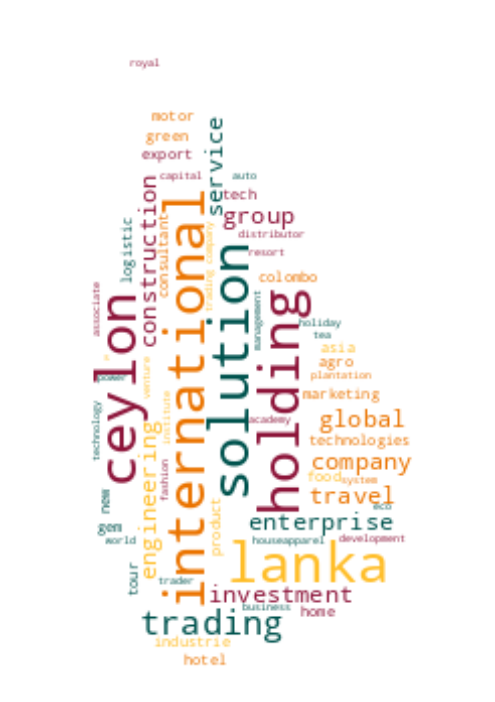 royal
motor
green
service
export
capital
auto
tech
construction
international
consultant
group
logistic
trading company
distributor
solution
resort
colombo
associate
ceylon
management
holding
holiday
tea
asia
venture
agro
power
plantation
institute
marketing
technology
global
academy
engineering
technologies
company
fashion
food
system
new
travel
product
eco
gem
enterprise
world
houseapparel
development
lanka
tour
trader
investment
business
home
trading
industrie
hotel